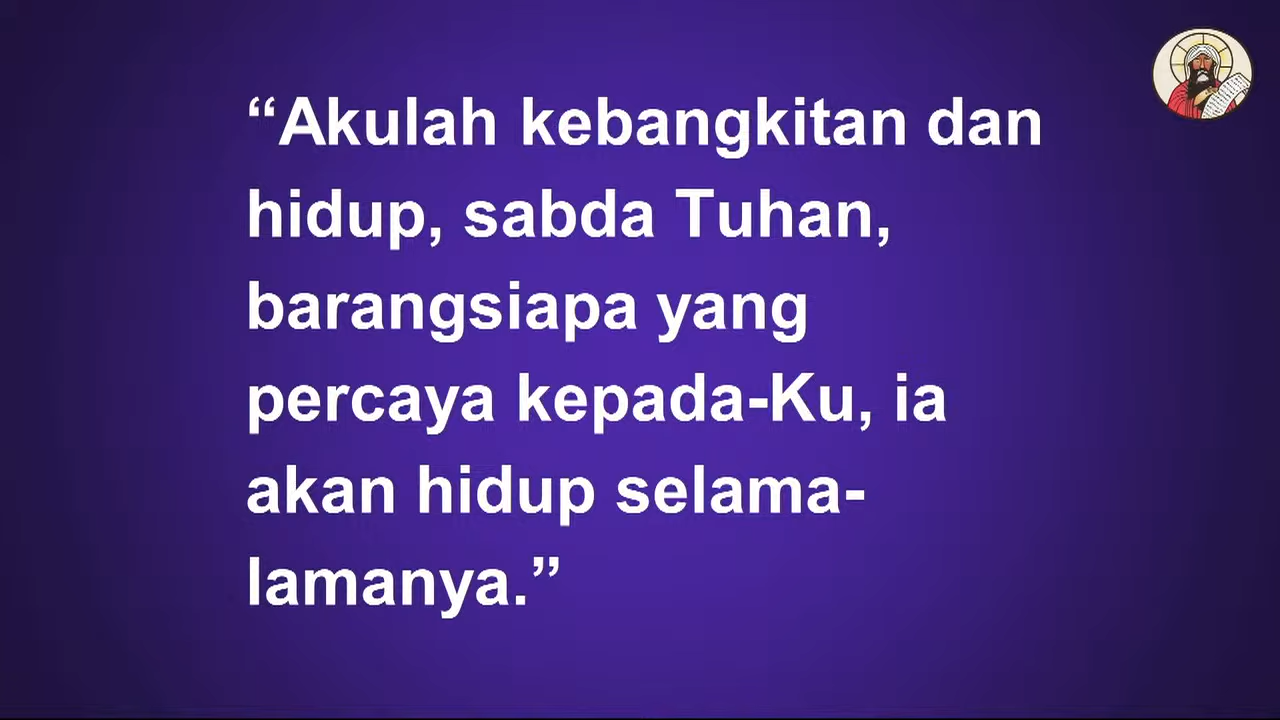 “Akulah kebangkitan dan
hidup, sabda Tuhan,
barangsiapa yang
percaya kepada-Ku, ia
akan hidup selama-
lamanya.”